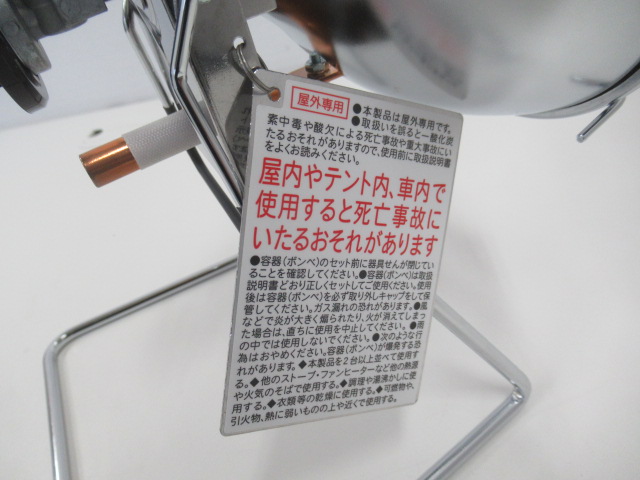 屋外専用 ●本製品は屋外専用です。
●取扱いを誤ると一酸化炭
素中毒や酸欠による死亡事故や重大事故にい
たるおそれがありますので、使用前に取扱説明書
をよくお読みください。
屋内やテント内、車内で
使用すると死亡事故に
いたるおそれがあります
●容器(ボンベ)のセット前に器具せんが閉じてい
ることを確認してください。●容器(ボンベ)は取扱
説明書どおり正しくセットしてご使用ください。使用
後は容器(ボンベ)を必ず取り外しキャップをして保
管してください。ガス漏れの恐れがあります。●風
などで炎が大きく煽られたり、火が消えてしまっ
た場合は、直ちに使用を中止してください。●雨
の中では使用しないでください。●次のような行
為はおやめください。容器(ボンベ)が爆発する恐
れがあります。◆本製品を2台以上並べて使用す
る。◆他のストーブ・ファンヒーターなど他の熱源
や火気のそばで使用する。◆調理や湯沸かしに使
用する。◆衣類等の乾燥に使用する。◆可燃物や、
引火物、熱に弱いものの上や近くで使用する。